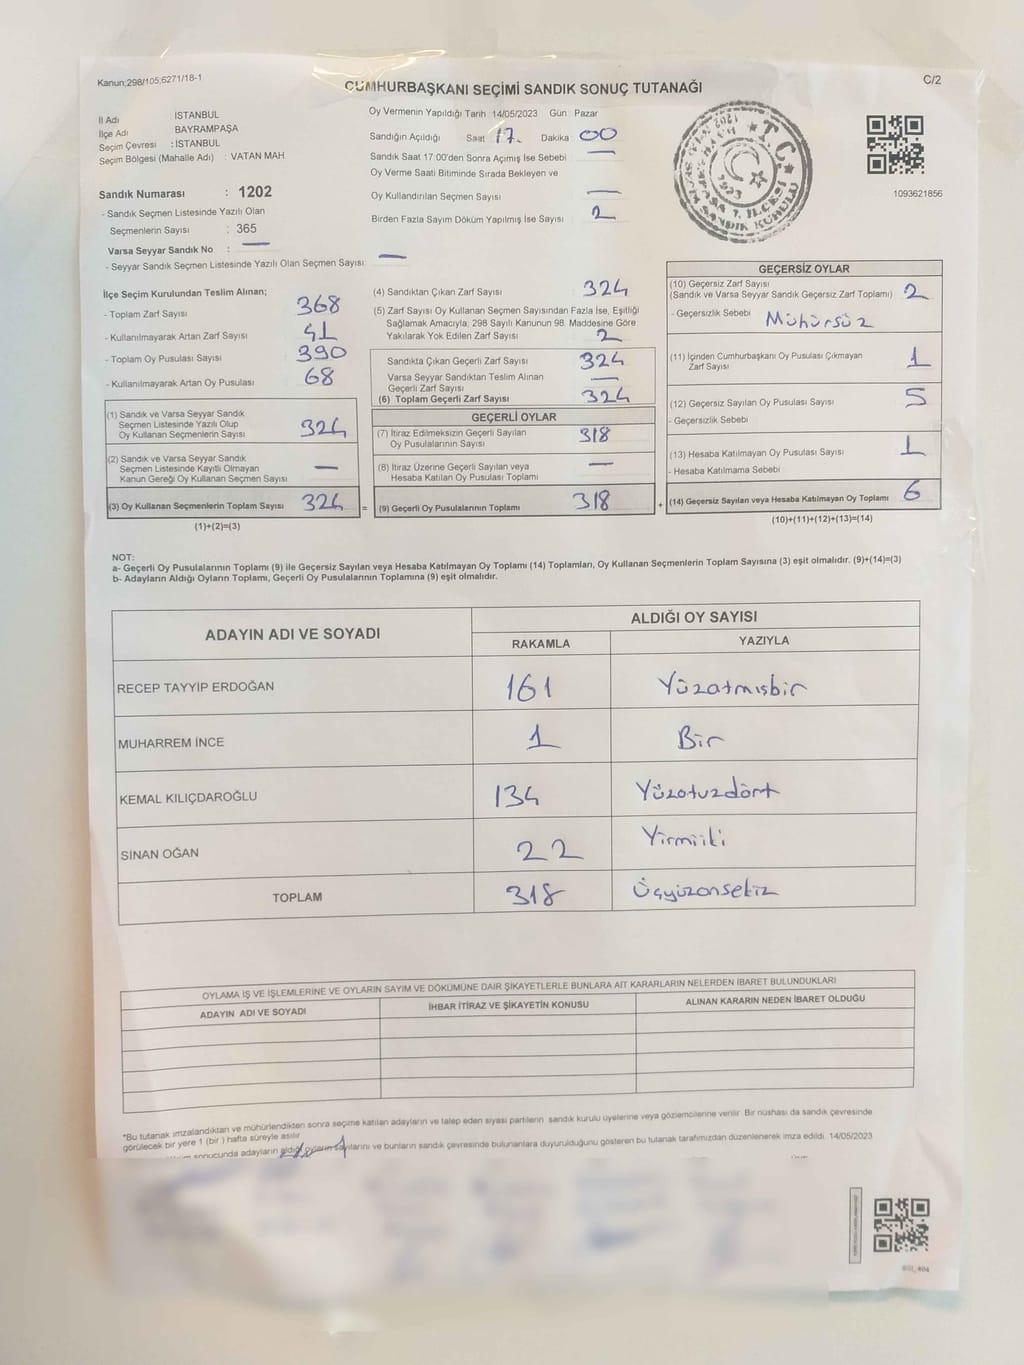 Kanun;298/105;6271/18-1
CUMHURBAŞKANI SEÇİMİ SANDIK SONUÇ TUTANAĞI
C/2
İl Adı İSTANBUL
İlçe Adı BAYRAMPAŞA
Seçim Çevresi : İSTANBUL
Seçim Bölgesi (Mahalle Adı) : VATAN MAH
Sandık Numarası : 1202
- Sandık Seçmen Listesinde Yazılı Olan
Seçmenlerin Sayısı : 365
Varsa Seyyar Sandık No : —
- Seyyar Sandık Seçmen Listesinde Yazılı Olan Seçmen Sayısı: —
Oy Vermenin Yapıldığı Tarih : 14/05/2023 Gün : Pazar
Sandığın Açıldığı Saat 17. Dakika 00
Sandık Saat 17.00'den Sonra Açımış İse Sebebi —
Oy Verme Saati Bitiminde Sırada Bekleyen ve
Oy Kullandırılan Seçmen Sayısı —
Birden Fazla Sayım Döküm Yapılmış İse Sayısı 2
1093621856
İlçe Seçim Kurulundan Teslim Alınan;
- Toplam Zarf Sayısı 368
- Kullanılmayarak Artan Zarf Sayısı 41
- Toplam Oy Pusulası Sayısı 390
- Kullanılmayarak Artan Oy Pusulası 68
(1) Sandık ve Varsa Seyyar Sandık
Seçmen Listesinde Yazılı Olup
Oy Kullanan Seçmenlerin Sayısı 324
(2) Sandık ve Varsa Seyyar Sandık
Seçmen Listesinde Kayıtlı Olmayan
Kanun Gereği Oy Kullanan Seçmen Sayısı —
(3) Oy Kullanan Seçmenlerin Toplam Sayısı 324 =
(1)+(2)=(3)
(4) Sandıktan Çıkan Zarf Sayısı 324
(5) Zarf Sayısı Oy Kullanan Seçmen Sayısından Fazla İse, Eşitliği
Sağlamak Amacıyla, 298 Sayılı Kanunun 98. Maddesine Göre
Yakılarak Yok Edilen Zarf Sayısı 2
Sandıkta Çıkan Geçerli Zarf Sayısı 324
Varsa Seyyar Sandıktan Teslim Alınan
Geçerli Zarf Sayısı —
(6) Toplam Geçerli Zarf Sayısı 324
GEÇERLİ OYLAR
(7) İtiraz Edilmeksizin Geçerli Sayılan
Oy Pusulalarının Sayısı 318
(8) İtiraz Üzerine Geçerli Sayılan veya
Hesaba Katılan Oy Pusulası Toplamı —
(9) Geçerli Oy Pusulalarının Toplamı 318 +
GEÇERSİZ OYLAR
(10) Geçersiz Zarf Sayısı
(Sandık ve Varsa Seyyar Sandık Geçersiz Zarf Toplamı) 2
- Geçersizlik Sebebi Mühürsüz
(11) İçinden Cumhurbaşkanı Oy Pusulası Çıkmayan
Zarf Sayısı 1
(12) Geçersiz Sayılan Oy Pusulası Sayısı 5
- Geçersizlik Sebebi
(13) Hesaba Katılmayan Oy Pusulası Sayısı 1
- Hesaba Katılmama Sebebi
(14) Geçersiz Sayılan veya Hesaba Katılmayan Oy Toplamı 6
(10)+(11)+(12)+(13)=(14)
NOT:
a- Geçerli Oy Pusulalarının Toplamı (9) ile Geçersiz Sayılan veya Hesaba Katılmayan Oy Toplamı (14) Toplamları, Oy Kullanan Seçmenlerin Toplam Sayısına (3) eşit olmalıdır. (9)+(14)=(3)
b- Adayların Aldığı Oyların Toplamı, Geçerli Oy Pusulalarının Toplamına (9) eşit olmalıdır.
ADAYIN ADI VE SOYADI ALDIĞI OY SAYISI
RAKAMLA YAZIYLA
RECEP TAYYİP ERDOĞAN 161 Yüzatmışbir
MUHARREM İNCE 1 Bir
KEMAL KILIÇDAROĞLU 134 Yüzotuzdört
SİNAN OĞAN 22 Yirmiiki
TOPLAM 318 Üçyüzonsekiz
OYLAMA İŞ VE İŞLEMLERİNE VE OYLARIN SAYIM VE DÖKÜMÜNE DAİR ŞİKAYETLERLE BUNLARA AİT KARARLARIN NELERDEN İBARET BULUNDUKLARI
ADAYIN ADI VE SOYADI İHBAR İTİRAZ VE ŞİKAYETİN KONUSU ALINAN KARARIN NEDEN İBARET OLDUĞU
*Bu tutanak imzalandıktan ve mühürlendikten sonra seçime katılan adayların ve talep eden siyasi partilerin sandık kurulu üyelerine veya gözlemcilerine verilir. Bir nüshası da sandık çevresinde
görülecek bir yere 1 (bir ) hafta süreyle asılır.
sonucunda adayların aldığı oyların sayılarını ve bunların sandık çevresinde bulunanlara duyurulduğunu gösteren bu tutanak tarafımızdan düzenlenerek imza edildi. 14/05/2023